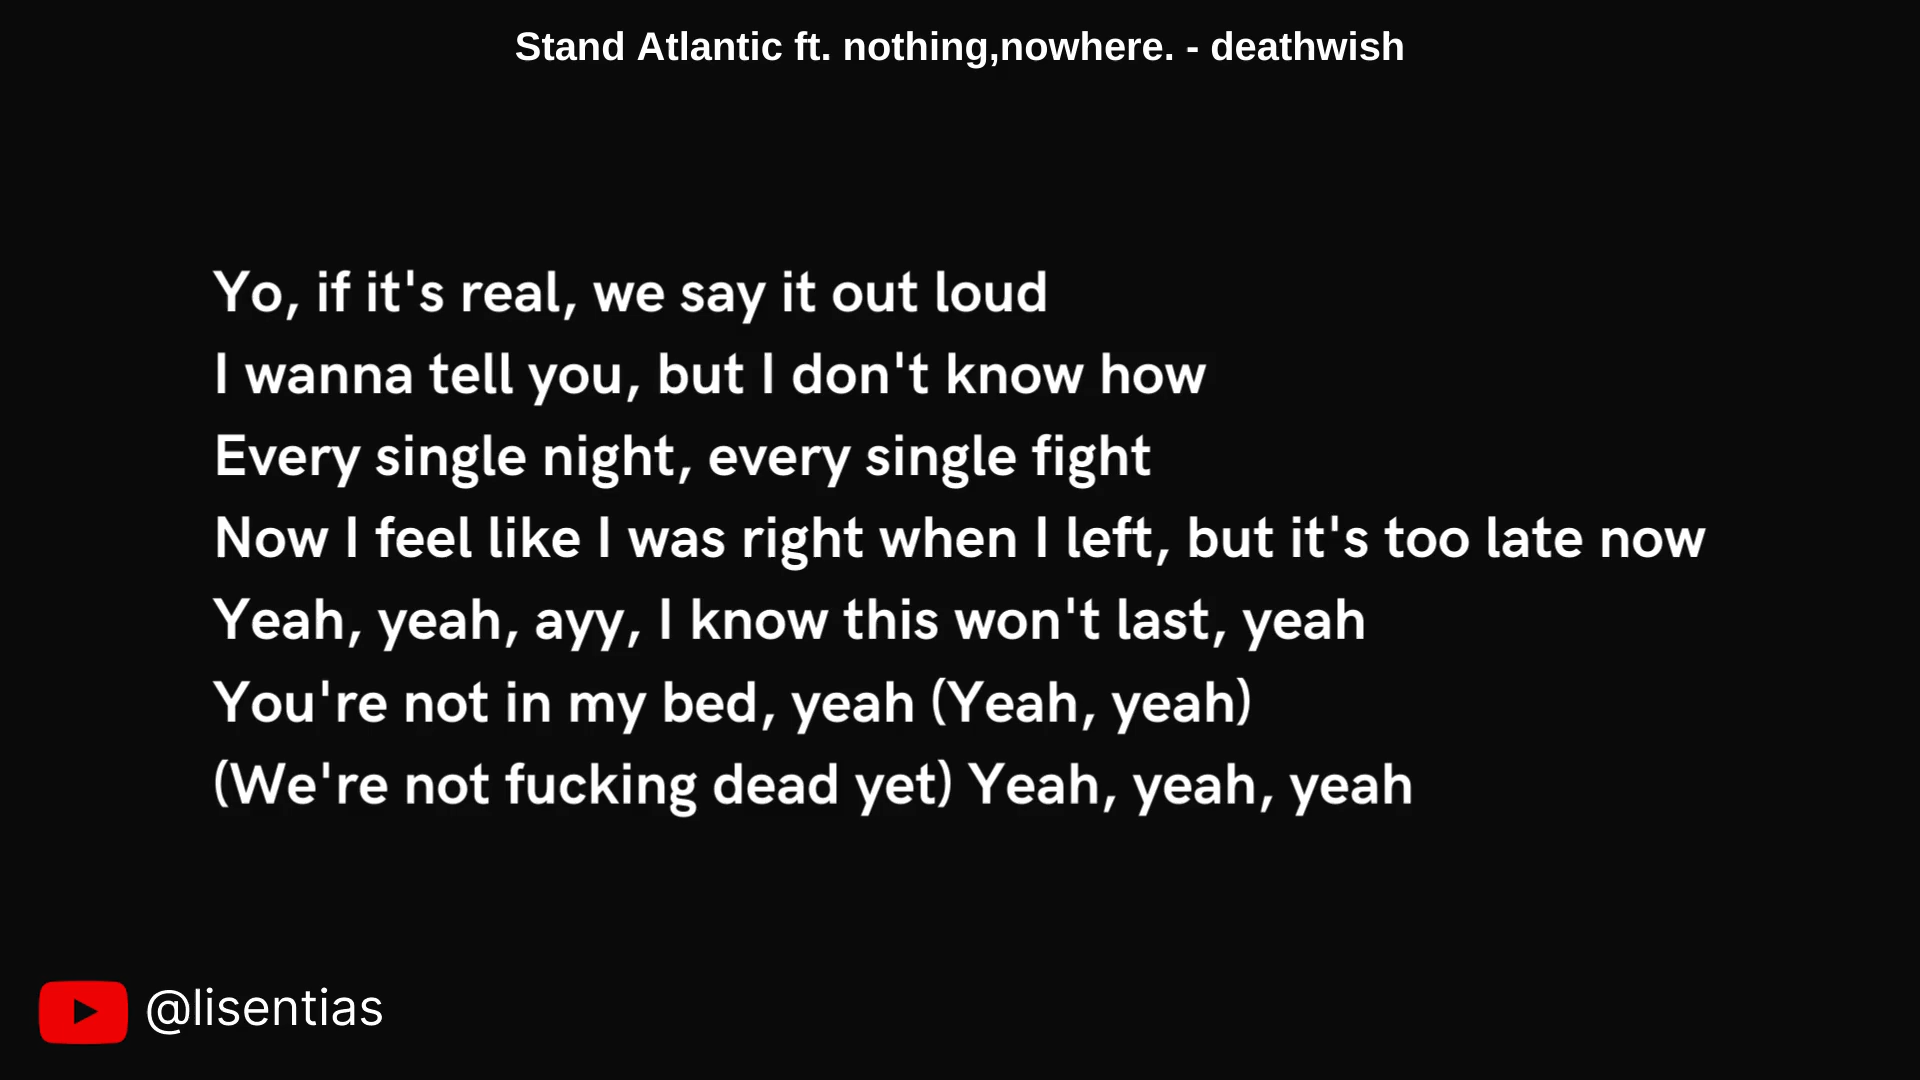 Stand Atlantic ft. nothing,nowhere. - deathwish
Yo, if it's real, we say it out loud
I wanna tell you, but I don't know how
Every single night, every single fight
Now I feel like I was right when I left, but it's too late now
Yeah, yeah, ayy, I know this won't last, yeah
You're not in my bed, yeah (Yeah, yeah)
(We're not fucking dead yet) Yeah, yeah, yeah
@lisentias